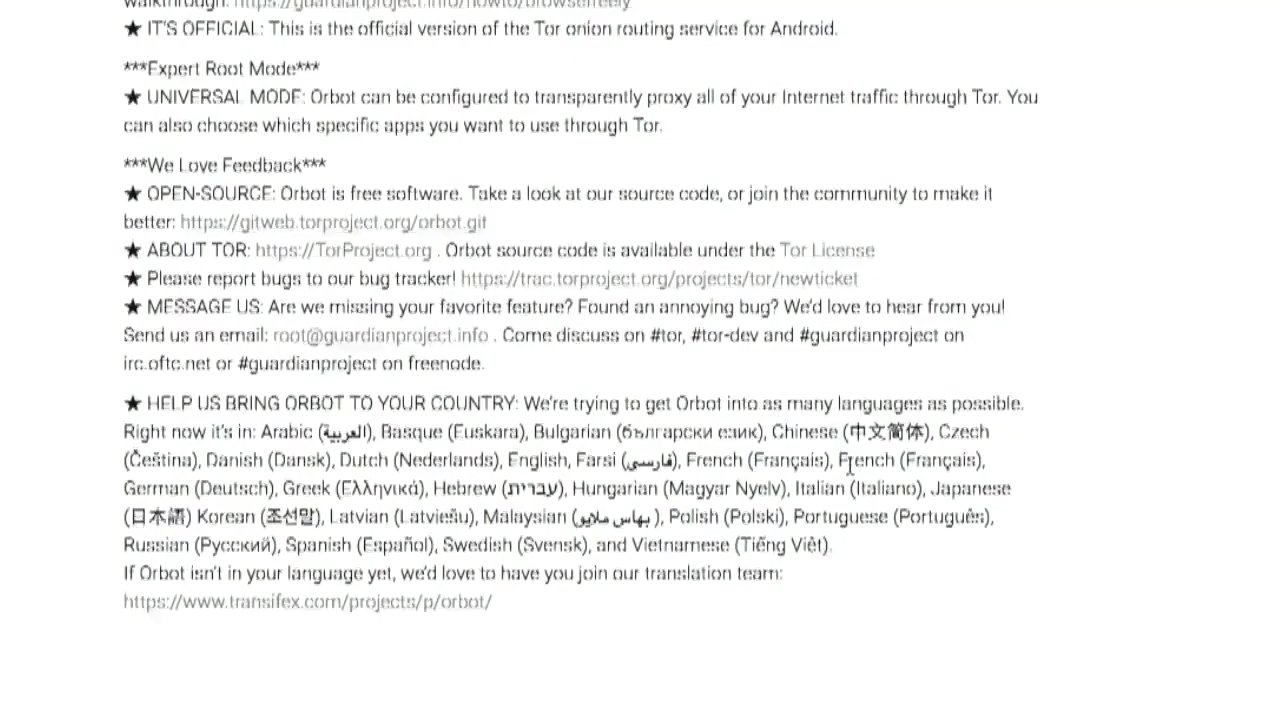 walkthrough: https://guardianproject.info/howto/browsefreely
★ IT'S OFFICIAL: This is the official version of the Tor onion routing service for Android.
***Expert Root Mode***
★ UNIVERSAL MODE: Orbot can be configured to transparently proxy all of your Internet traffic through Tor. You
can also choose which specific apps you want to use through Tor.
***We Love Feedback***
★ OPEN-SOURCE: Orbot is free software. Take a look at our source code, or join the community to make it
better: https://gitweb.torproject.org/orbot.git
★ ABOUT TOR: https://TorProject.org . Orbot source code is available under the Tor License
★ Please report bugs to our bug tracker! https://trac.torproject.org/projects/tor/newticket
★ MESSAGE US: Are we missing your favorite feature? Found an annoying bug? We'd love to hear from you!
Send us an email: root@guardianproject.info . Come discuss on #tor, #tor-dev and #guardianproject on
irc.oftc.net or #guardianproject on freenode.
★ HELP US BRING ORBOT TO YOUR COUNTRY: We're trying to get Orbot into as many languages as possible.
Right now it's in: Arabic (العربية), Basque (Euskara), Bulgarian (български език), Chinese (中文简体), Czech
(Čeština), Danish (Dansk), Dutch (Nederlands), English, Farsi (فارسی), French (Français), French (Français),
German (Deutsch), Greek (Ελληνικά), Hebrew (עברית), Hungarian (Magyar Nyelv), Italian (Italiano), Japanese
(日本語) Korean (조선말), Latvian (Latviešu), Malaysian (بهاس ملايو ), Polish (Polski), Portuguese (Português),
Russian (Русский), Spanish (Español), Swedish (Svensk), and Vietnamese (Tiếng Việt).
If Orbot isn't in your language yet, we'd love to have you join our translation team:
https://www.transifex.com/projects/p/orbot/